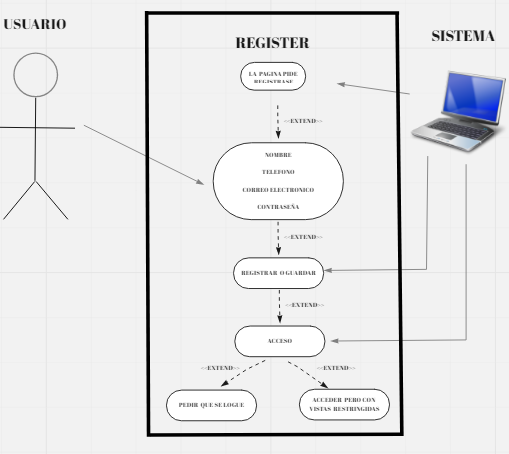 USUARIO
REGISTER
SISTEMA
LA PAGINA PIDE
REGISTRASE
<<EXTEND>>
NOMBRE
TELEFONO
CORREO ELECTRONICO
CONTRASEÑA
<<EXTEND>>
REGISTRAR O GUARDAR
<<EXTEND>>
ACCESO
<<EXTEND>>
<<EXTEND>>
PEDIR QUE SE LOGUE
ACCEDER PERO CON
VISTAS RESTRINGIDAS